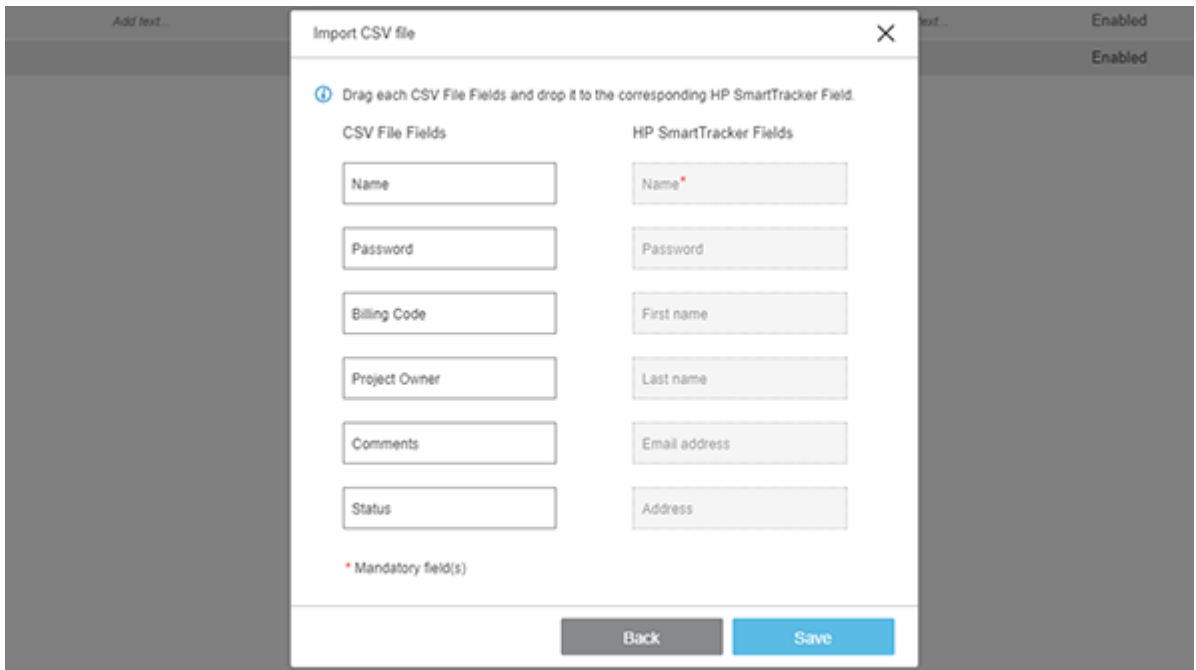 Add text...
text...
Enabled
Import CSV file
Enabled
Drag each CSV File Fields and drop it to the corresponding HP SmartTracker Field.
CSV File Fields
HP SmartTracker Fields
Name
Name*
Password
Password
Billing Code
First name
Project Owner
Last name
Comments
Email address
Status
Address
* Mandatory field(s)
Back
Save